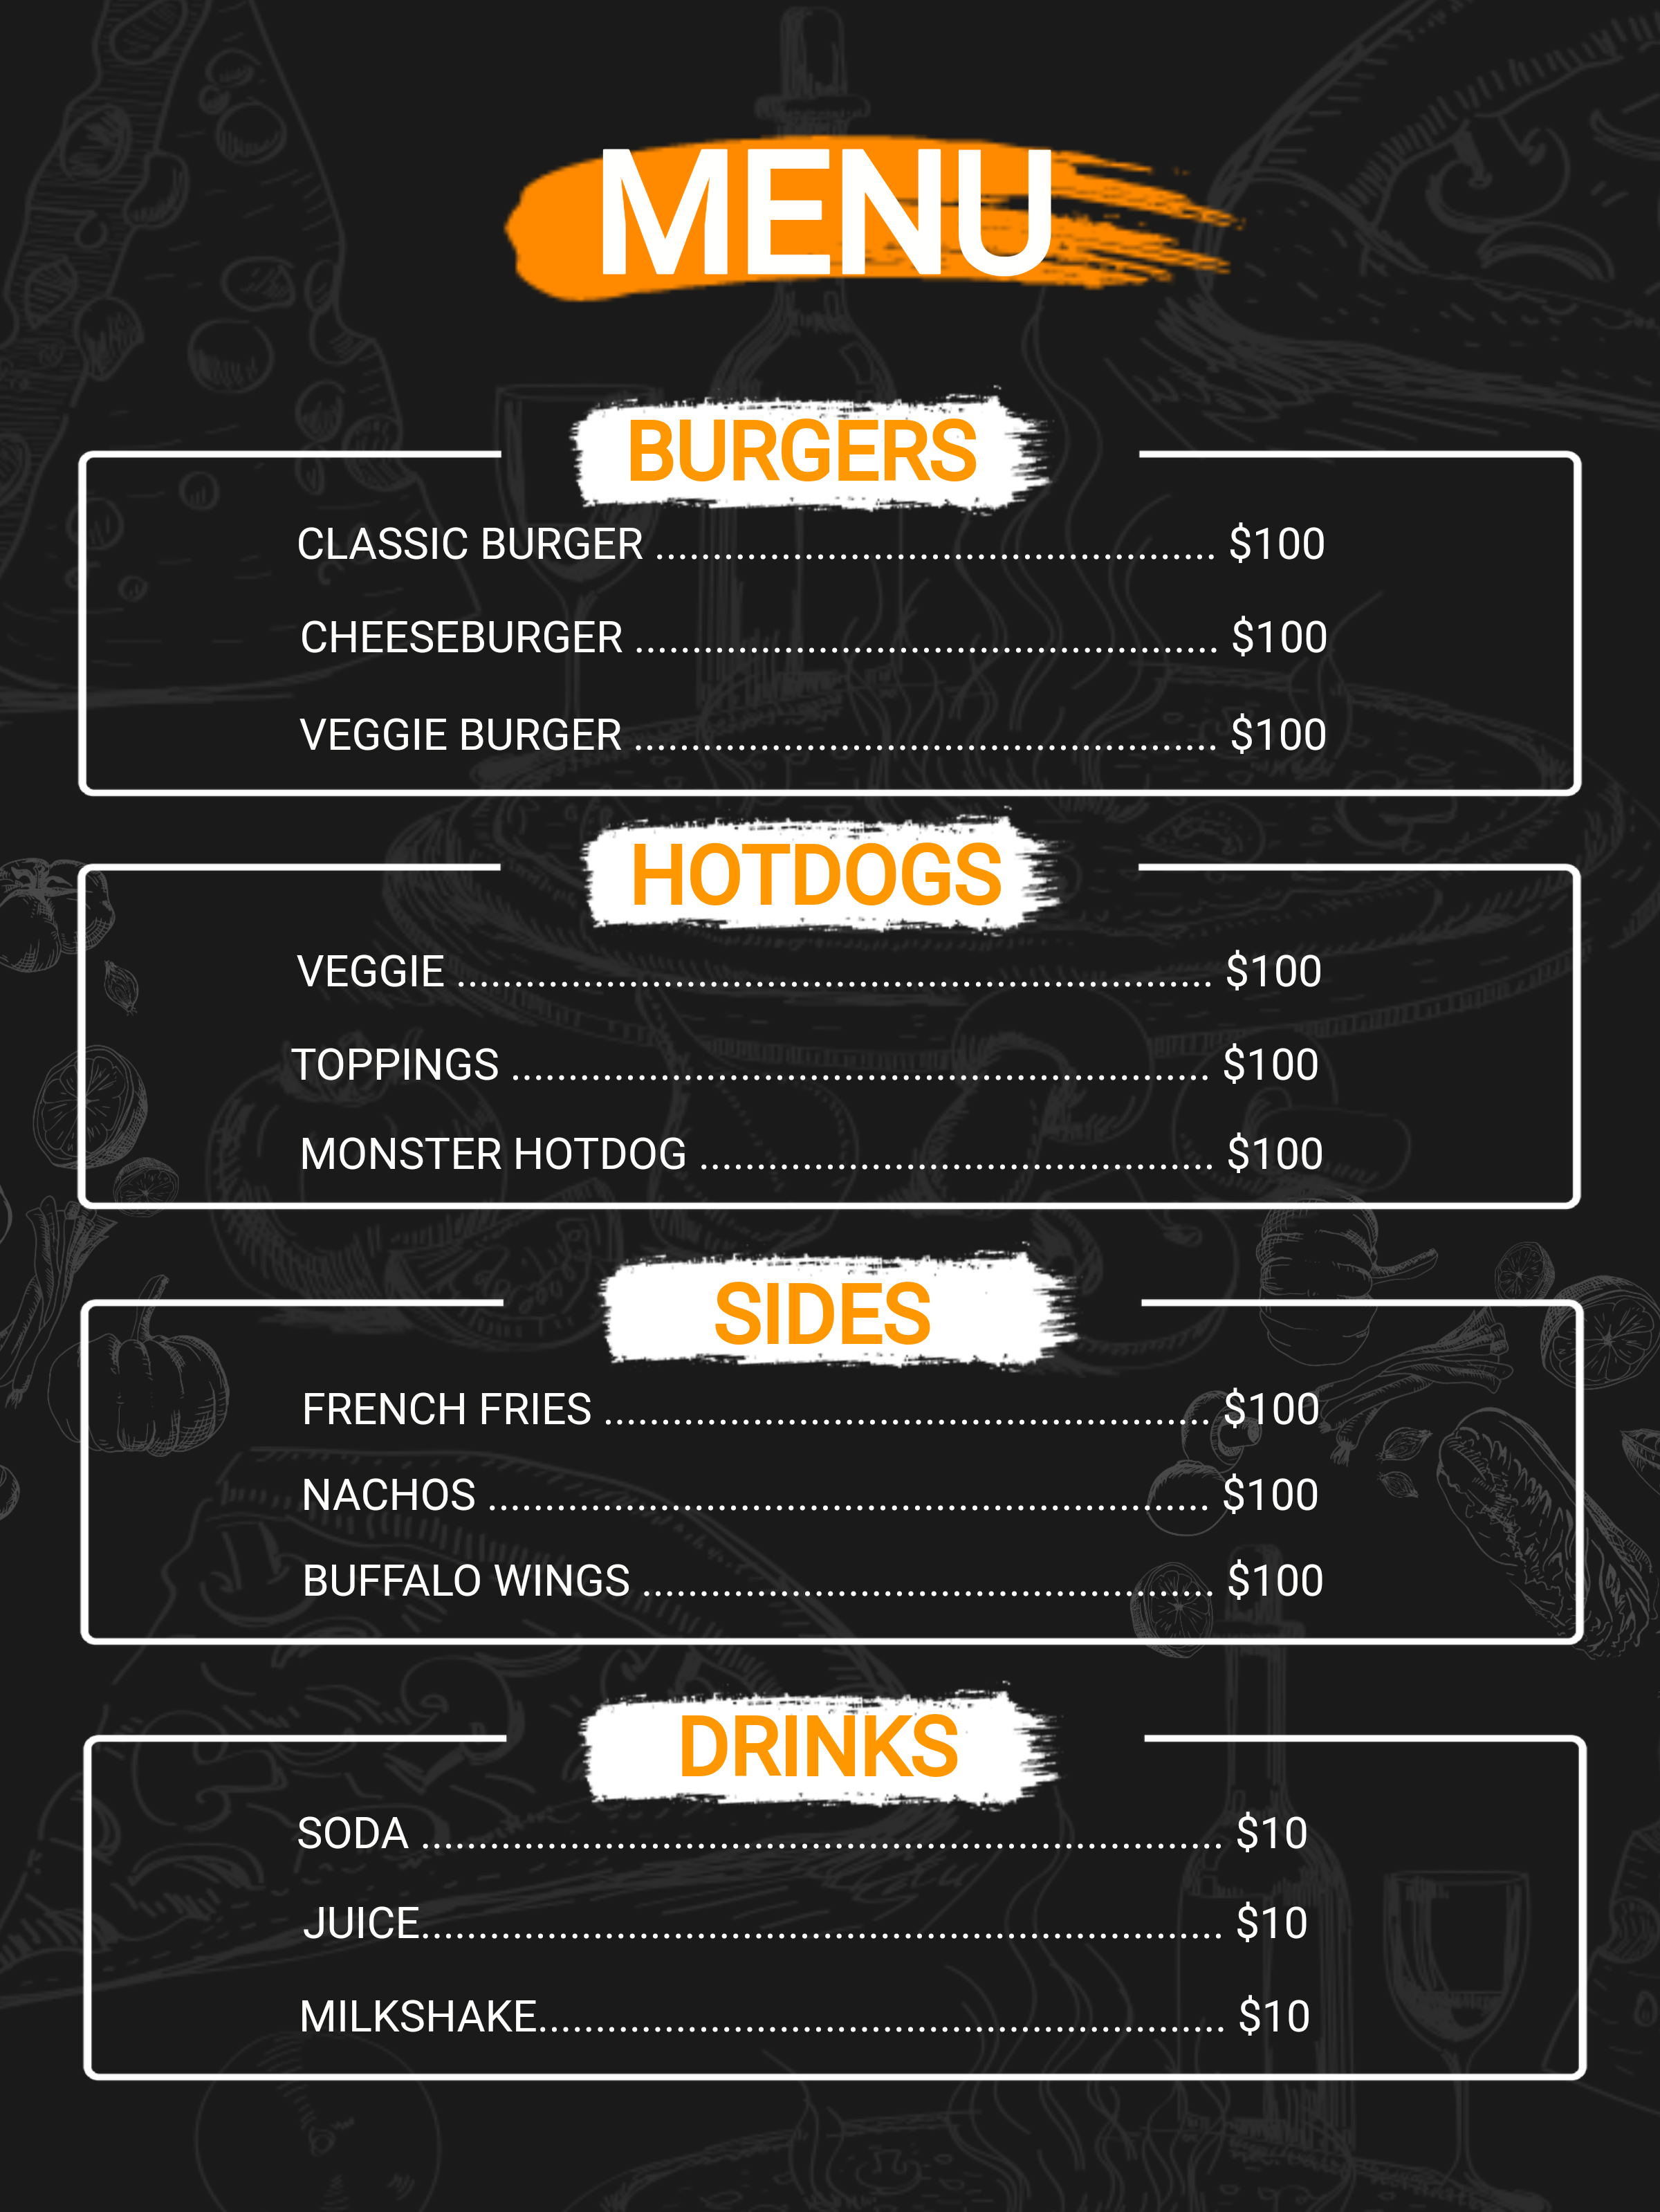 MENU
BURGERS
CLASSIC BURGER ................................................ $100
CHEESEBURGER .................................................. $100
VEGGIE BURGER .................................................. $100
HOTDOGS
VEGGIE ................................................................. $100
TOPPINGS ............................................................ $100
MONSTER HOTDOG ............................................ $100
SIDES
FRENCH FRIES .................................................... $100
NACHOS .............................................................. $100
BUFFALO WINGS ................................................. $100
DRINKS
SODA ..................................................................... $10
JUICE..................................................................... $10
MILKSHAKE........................................................... $10